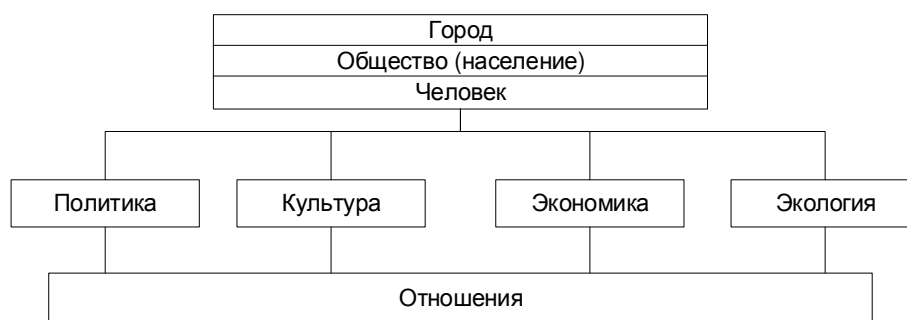 Город
Общество (население)
Человек
Политика
Культура
Экономика
Экология
Отношения